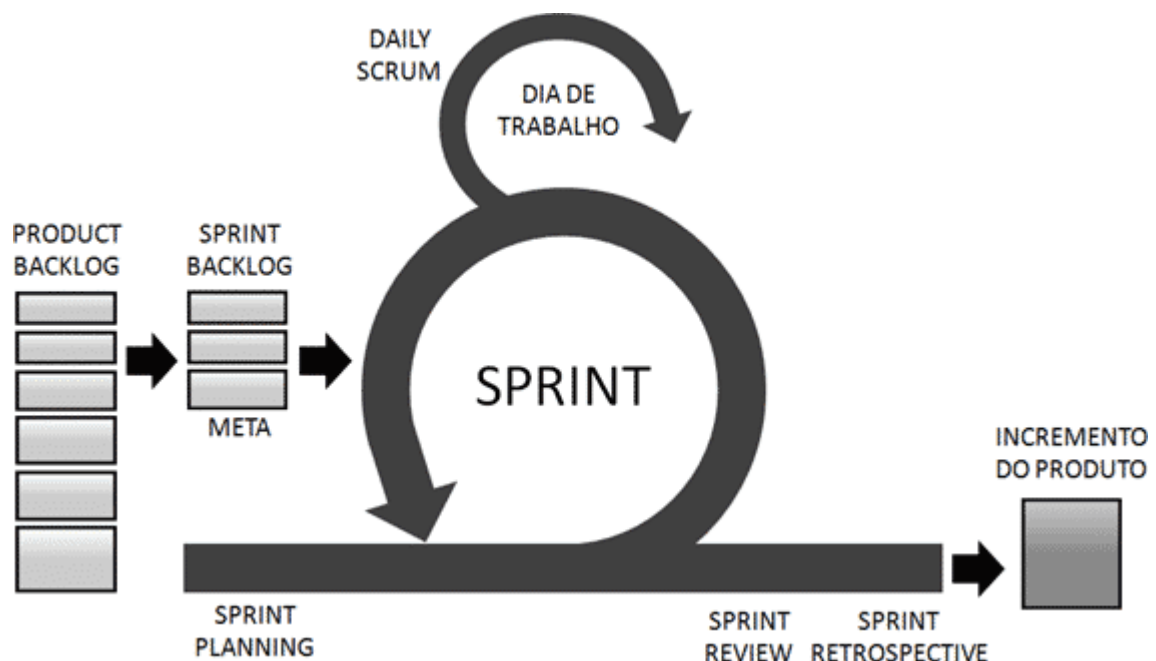 DAILY
SCRUM
DIA DE
TRABALHO
PRODUCT
BACKLOG
SPRINT
BACKLOG
META
SPRINT
INCREMENTO
DO PRODUTO
SPRINT
PLANNING
SPRINT
REVIEW
SPRINT
RETROSPECTIVE